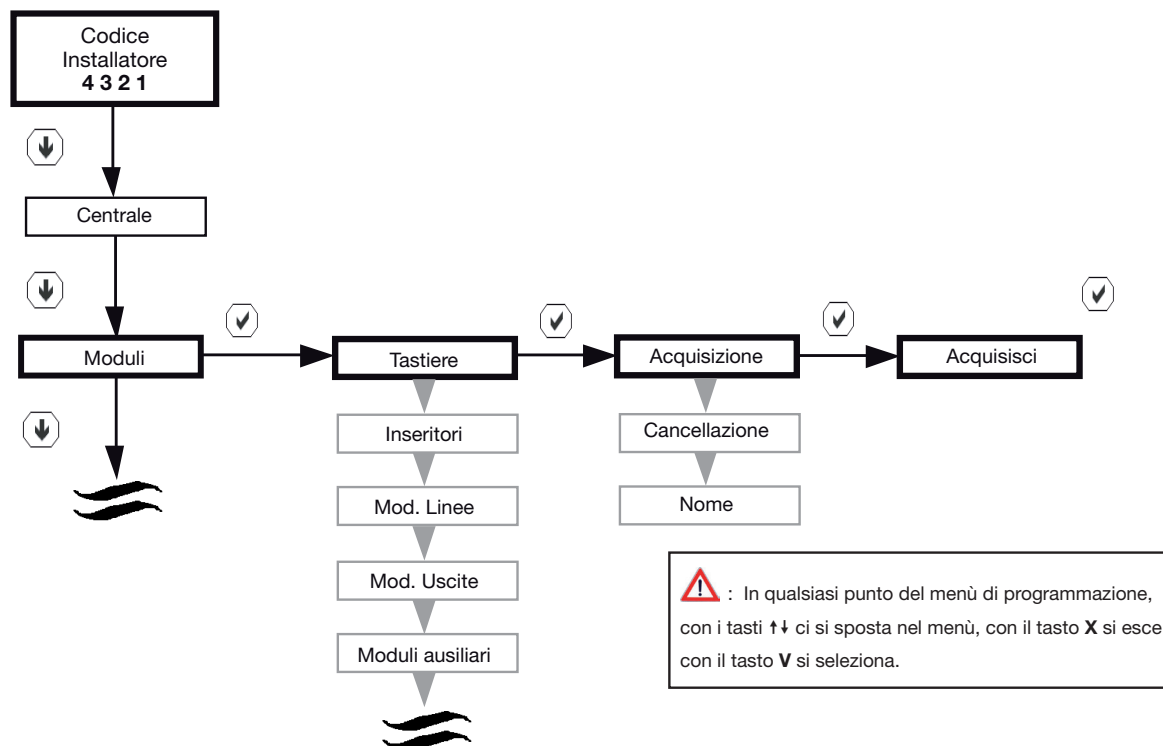 Codice
Installatore
4 3 2 1
Centrale
Moduli
Tastiere
Acquisizione
Acquisisci
Inseritori
Cancellazione
Mod. Linee
Nome
Mod. Uscite
Moduli ausiliari
: In qualsiasi punto del menù di programmazione,
con i tasti ↑↓ ci si sposta nel menù, con il tasto X si esce
con il tasto V si seleziona.